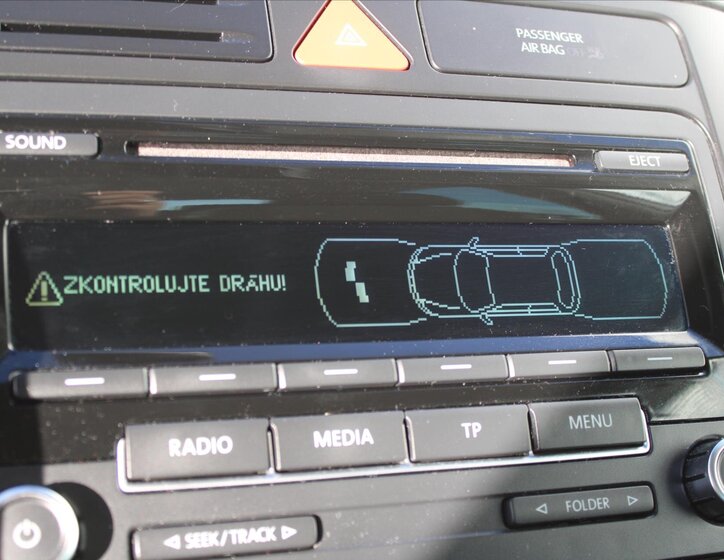 PASSENGER
AIR BAG
SOUND
EJECT
ZKONTROLUJTE DRÁHU!
RADIO
MEDIA
TP
MENU
SEEK/TRACK
FOLDER